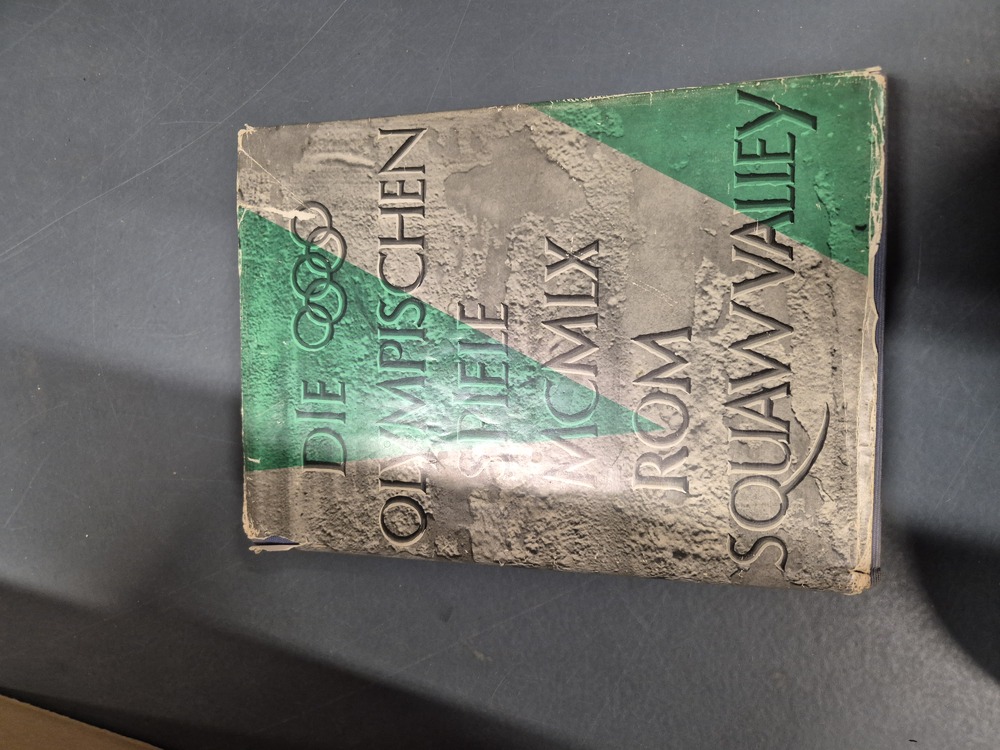 DIE
OLYMPISCHEN
SPIELE
MCMLX
ROM
SQUAW VALLEY